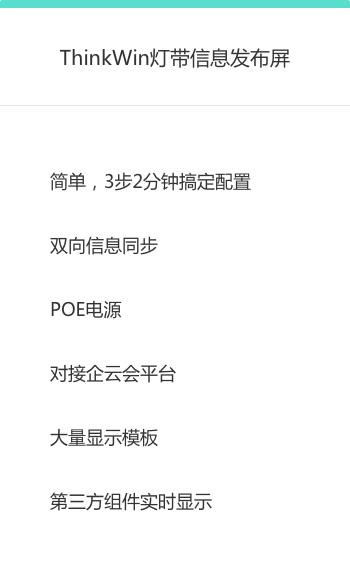 ThinkWin灯带信息发布屏
简单，3步2分钟搞定配置
双向信息同步
POE电源
对接企云会平台
大量显示模板
第三方组件实时显示